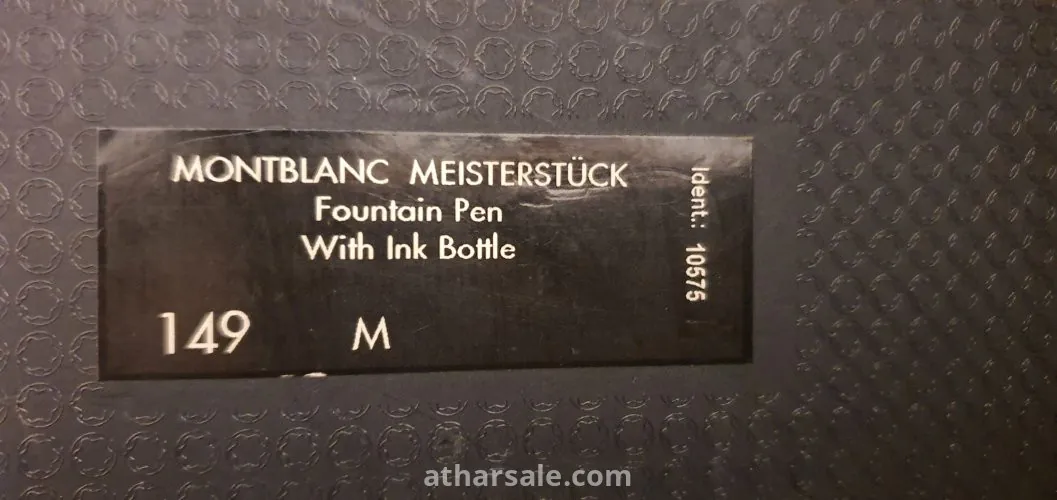 MONTBLANC MEISTERSTÜCK
Fountain Pen
With Ink Bottle
149 M
Ident.: 10575
atharsale.com